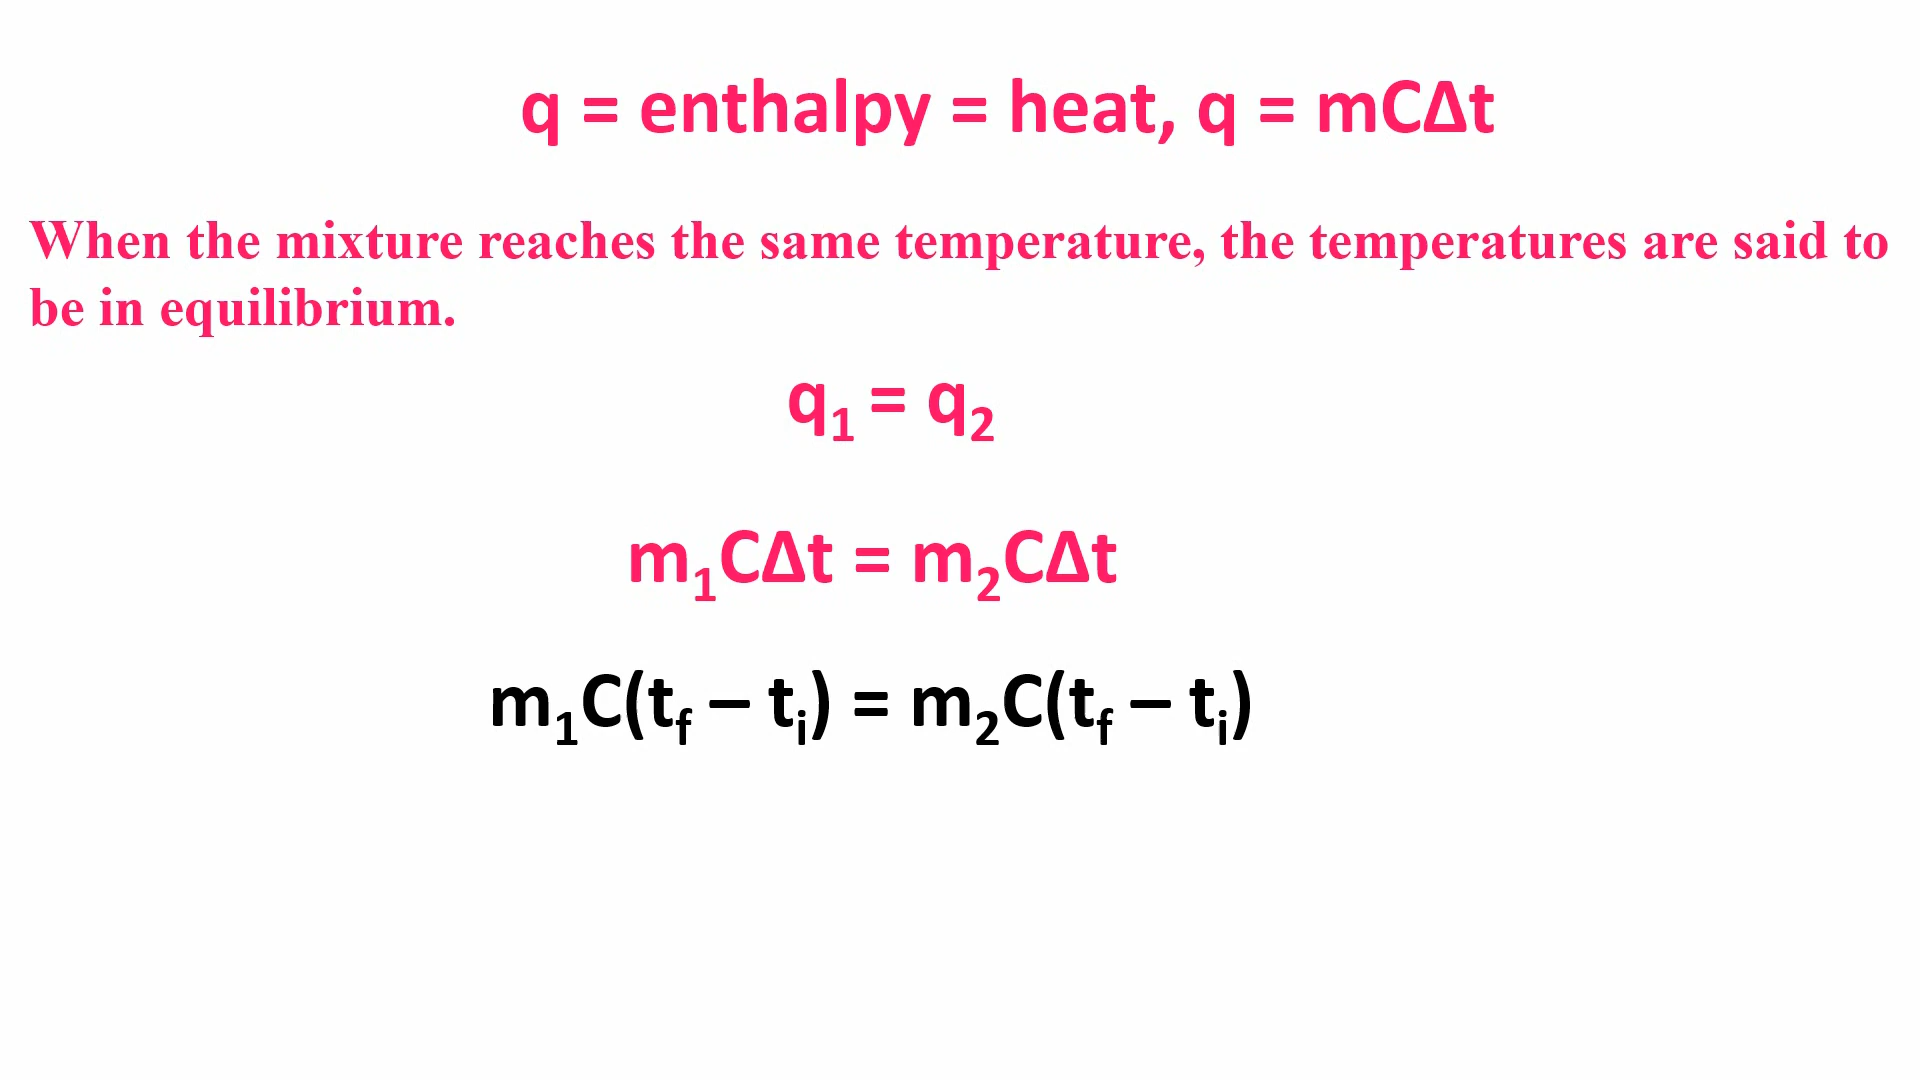 q = enthalpy = heat, q = mCΔt
When the mixture reaches the same temperature, the temperatures are said to
be in equilibrium.
q₁ = q₂
m₁CΔt = m₂CΔt
m₁C(t_f – t_i) = m₂C(t_f – t_i)